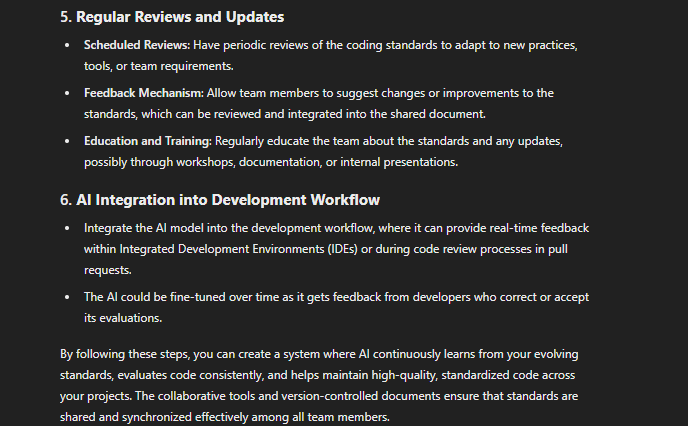 5. Regular Reviews and Updates
• Scheduled Reviews: Have periodic reviews of the coding standards to adapt to new practices,
tools, or team requirements.
• Feedback Mechanism: Allow team members to suggest changes or improvements to the
standards, which can be reviewed and integrated into the shared document.
• Education and Training: Regularly educate the team about the standards and any updates,
possibly through workshops, documentation, or internal presentations.
6. AI Integration into Development Workflow
• Integrate the AI model into the development workflow, where it can provide real-time feedback
within Integrated Development Environments (IDEs) or during code review processes in pull
requests.
• The AI could be fine-tuned over time as it gets feedback from developers who correct or accept
its evaluations.
By following these steps, you can create a system where AI continuously learns from your evolving
standards, evaluates code consistently, and helps maintain high-quality, standardized code across
your projects. The collaborative tools and version-controlled documents ensure that standards are
shared and synchronized effectively among all team members.